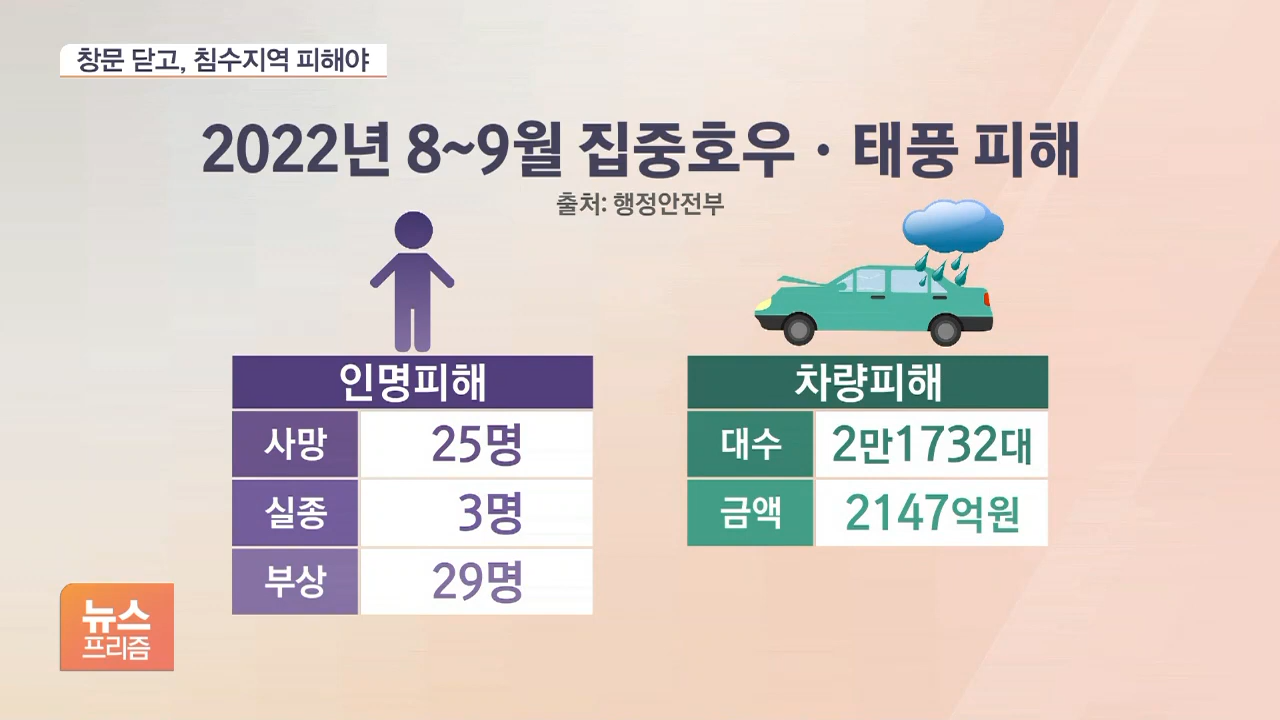 창문 닫고, 침수지역 피해야
2022년 8~9월 집중호우 · 태풍 피해
출처: 행정안전부
인명피해
사망 25명
실종 3명
부상 29명
차량피해
대수 2만1732대
금액 2147억원
뉴스
프리즘